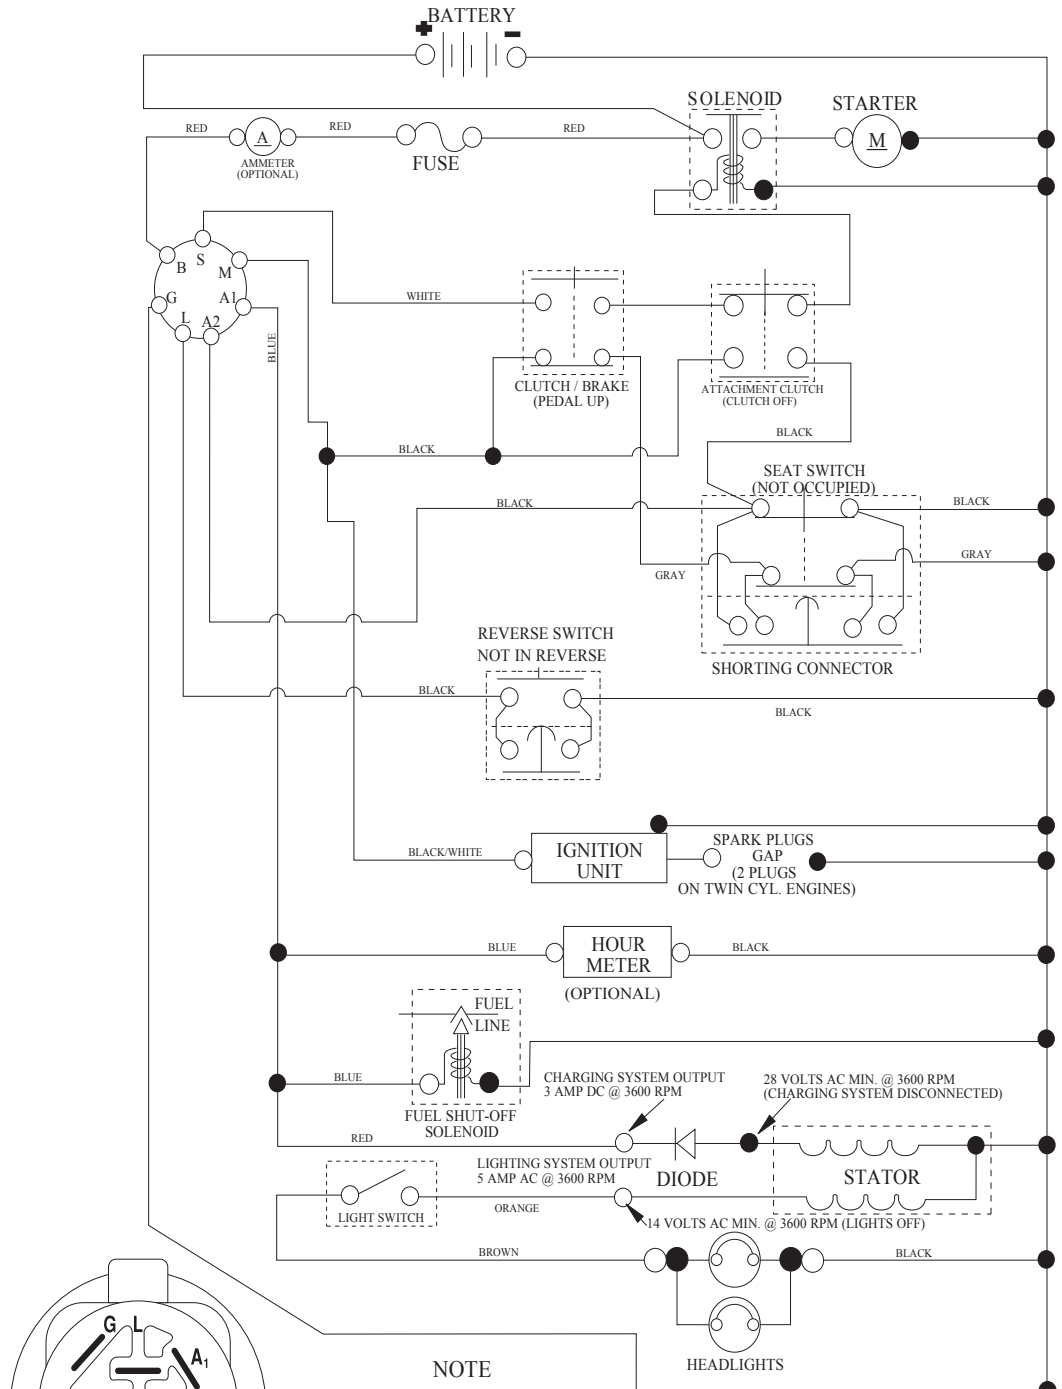 BATTERY
+ -
SOLENOID
STARTER
RED
A
RED
RED
M
AMMETER
(OPTIONAL)
FUSE
S
B
M
G
A1
L
A2
BLUE
WHITE
CLUTCH / BRAKE
(PEDAL UP)
ATTACHMENT CLUTCH
(CLUTCH OFF)
BLACK
BLACK
SEAT SWITCH
(NOT OCCUPIED)
BLACK
BLACK
GRAY
GRAY
REVERSE SWITCH
NOT IN REVERSE
SHORTING CONNECTOR
BLACK
BLACK
BLACK/WHITE
IGNITION
UNIT
SPARK PLUGS
GAP
(2 PLUGS
ON TWIN CYL. ENGINES)
BLUE
HOUR
METER
BLACK
(OPTIONAL)
FUEL
LINE
BLUE
FUEL SHUT-OFF
SOLENOID
CHARGING SYSTEM OUTPUT
3 AMP DC @ 3600 RPM
28 VOLTS AC MIN. @ 3600 RPM
(CHARGING SYSTEM DISCONNECTED)
RED
DIODE
STATOR
LIGHTING SYSTEM OUTPUT
5 AMP AC @ 3600 RPM
LIGHT SWITCH
ORANGE
14 VOLTS AC MIN. @ 3600 RPM (LIGHTS OFF)
BROWN
BLACK
HEADLIGHTS
G L
A1
NOTE